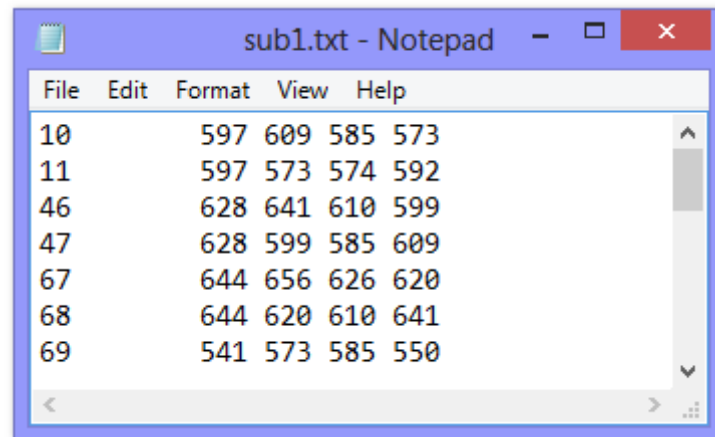 sub1.txt - Notepad
File Edit Format View Help
10 597 609 585 573
11 597 573 574 592
46 628 641 610 599
47 628 599 585 609
67 644 656 626 620
68 644 620 610 641
69 541 573 585 550